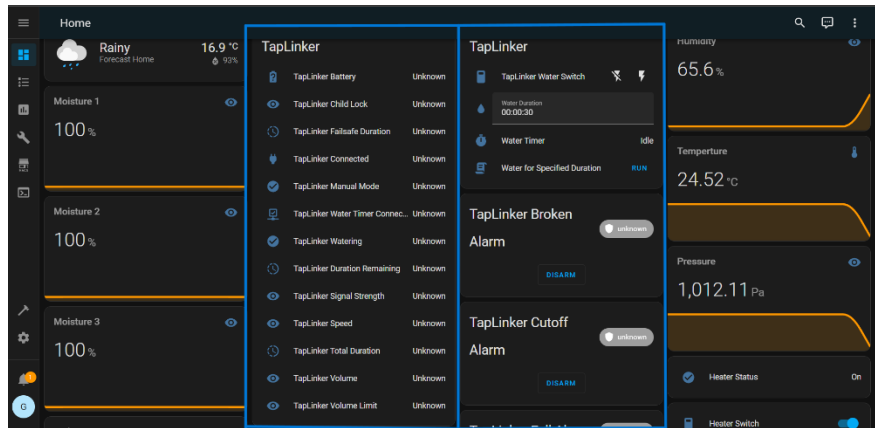 Home
Rainy
Forecast Home
16.9 °C
93%
Moisture 1
100 %
Moisture 2
100 %
Moisture 3
100 %
TapLinker
TapLinker Battery Unknown
TapLinker Child Lock Unknown
TapLinker Failsafe Duration Unknown
TapLinker Connected Unknown
TapLinker Manual Mode Unknown
TapLinker Water Timer Connec... Unknown
TapLinker Watering Unknown
TapLinker Duration Remaining Unknown
TapLinker Signal Strength Unknown
TapLinker Speed Unknown
TapLinker Total Duration Unknown
TapLinker Volume Unknown
TapLinker Volume Limit Unknown
TapLinker
TapLinker Water Switch
Water Duration
00:00:30
Water Timer Idle
Water for Specified Duration RUN
TapLinker Broken
Alarm
unknown
DISARM
TapLinker Cutoff
Alarm
unknown
DISARM
Humidity
65.6 %
Temperture
24.52 °C
Pressure
1,012.11 Pa
Heater Status On
Heater Switch
G